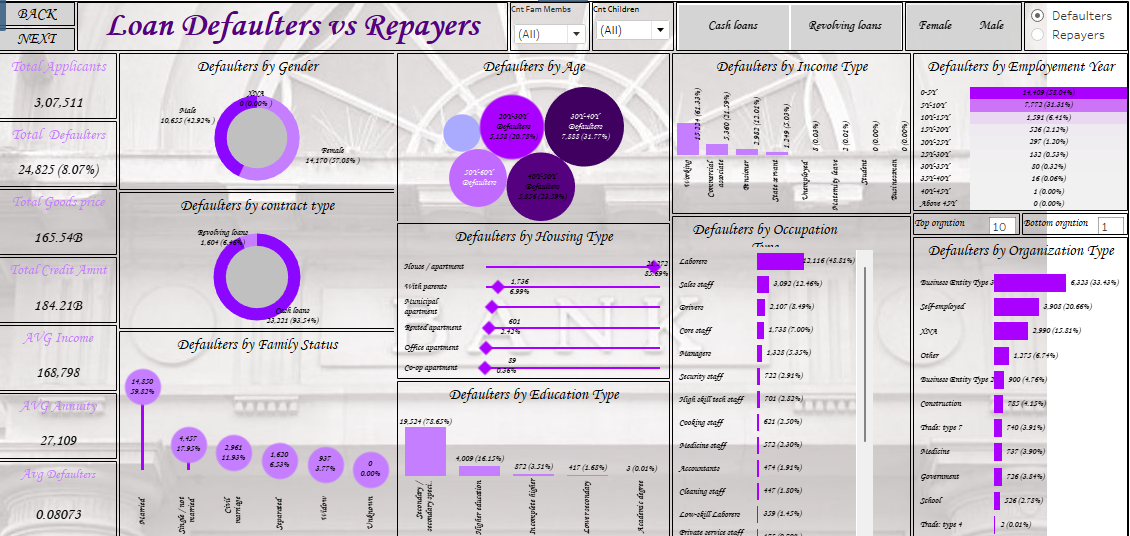 BACK
NEXT
Loan Defaulters vs Repayers
Cnt Fam Membs
(All)
Cnt Children
(All)
Cash loans
Revolving loans
Female
Male
Defaulters
Repayers
Total Applicants
3,07,511
Total Defaulters
24,825 (8.07%)
Total Goods price
165.54B
Total Credit Amnt
184.21B
AVG Income
168,798
AVG Annuity
27,109
Avg Defaulters
0.08073
Defaulters by Gender
XNA
0 (0.00%)
Male
10,655 (42.92%)
Female
14,170 (57.08%)
Defaulters by contract type
Revolving loans
1,604 (6.46%)
Cash loans
23,221 (93.54%)
Defaulters by Family Status
14,850
59.82%
4,457
17.95%
2,961
11.93%
1,620
6.53%
937
3.77%
0
0.00%
Married
Single / not married
Civil marriage
Separated
Widow
Unknown
Defaulters by Age
20Y-30Y
Defaulters
30Y-40Y
Defaulters
7,888 (31.77%)
50Y-60Y
Defaulters
40Y-50Y
Defaulters
Defaulters by Housing Type
House / apartment
85.69%
With parents
1,736
6.99%
Municipal
apartment
Rented apartment
601
2.42%
Office apartment
Co-op apartment
89
0.36%
Defaulters by Education Type
19,524 (78.65%)
4,009 (16.15%)
872 (3.51%)
417 (1.68%)
3 (0.01%)
Secondary /
secondary speci..
Higher education
Incomplete higher
Lower secondary
Academic degree
Defaulters by Income Type
(61.33%)
5,360 (21.59%)
2,982 (12.01%)
1,249 (5.03%)
8 (0.03%)
2 (0.01%)
0 (0.00%)
0 (0.00%)
Working
Commercial
associate
Pensioner
State servant
Unemployed
Maternity leave
Student
Businessman
Defaulters by Occupation
Laborers
12,116 (48.81%)
Sales staff
3,092 (12.46%)
Drivers
2,107 (8.49%)
Core staff
1,738 (7.00%)
Managers
1,328 (5.35%)
Security staff
722 (2.91%)
High skill tech staff
701 (2.82%)
Cooking staff
621 (2.50%)
Medicine staff
572 (2.30%)
Accountants
474 (1.91%)
Cleaning staff
447 (1.80%)
Low-skill Laborers
359 (1.45%)
Private service staff
Defaulters by Employement Year
0-5Y
14,409 (58.04%)
5Y-10Y
7,772 (31.31%)
10Y-15Y
1,591 (6.41%)
15Y-20Y
526 (2.12%)
20Y-25Y
297 (1.20%)
25Y-30Y
132 (0.53%)
30Y-35Y
80 (0.32%)
35Y-40Y
16 (0.06%)
40Y-45Y
1 (0.00%)
Above 45Y
0 (0.00%)
Top orgntion
10
Bottom orgntion
1
Defaulters by Organization Type
Business Entity Type 3
6,323 (33.43%)
Self-employed
3,908 (20.66%)
XNA
2,990 (15.81%)
Other
1,275 (6.74%)
Business Entity Type 2
900 (4.76%)
Construction
785 (4.15%)
Trade: type 7
740 (3.91%)
Medicine
737 (3.90%)
Government
726 (3.84%)
School
526 (2.78%)
Trade: type 4
2 (0.01%)
BANK